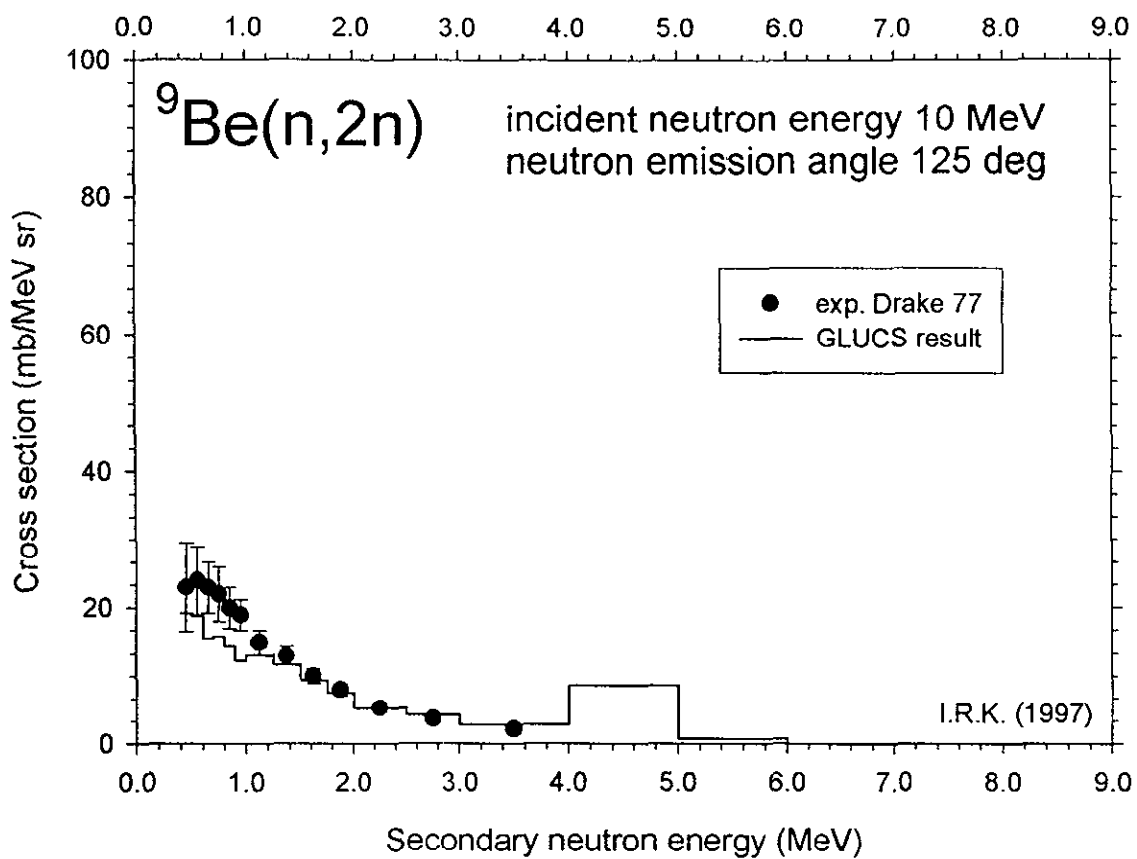 0.0 1.0 2.0 3.0 4.0 5.0 6.0 7.0 8.0 9.0
100
⁹Be(n,2n)
incident neutron energy 10 MeV
neutron emission angle 125 deg
80
exp. Drake 77
60
GLUCS result
40
20
I.R.K. (1997)
0
0.0 1.0 2.0 3.0 4.0 5.0 6.0 7.0 8.0 9.0
Cross section (mb/MeV sr)
Secondary neutron energy (MeV)